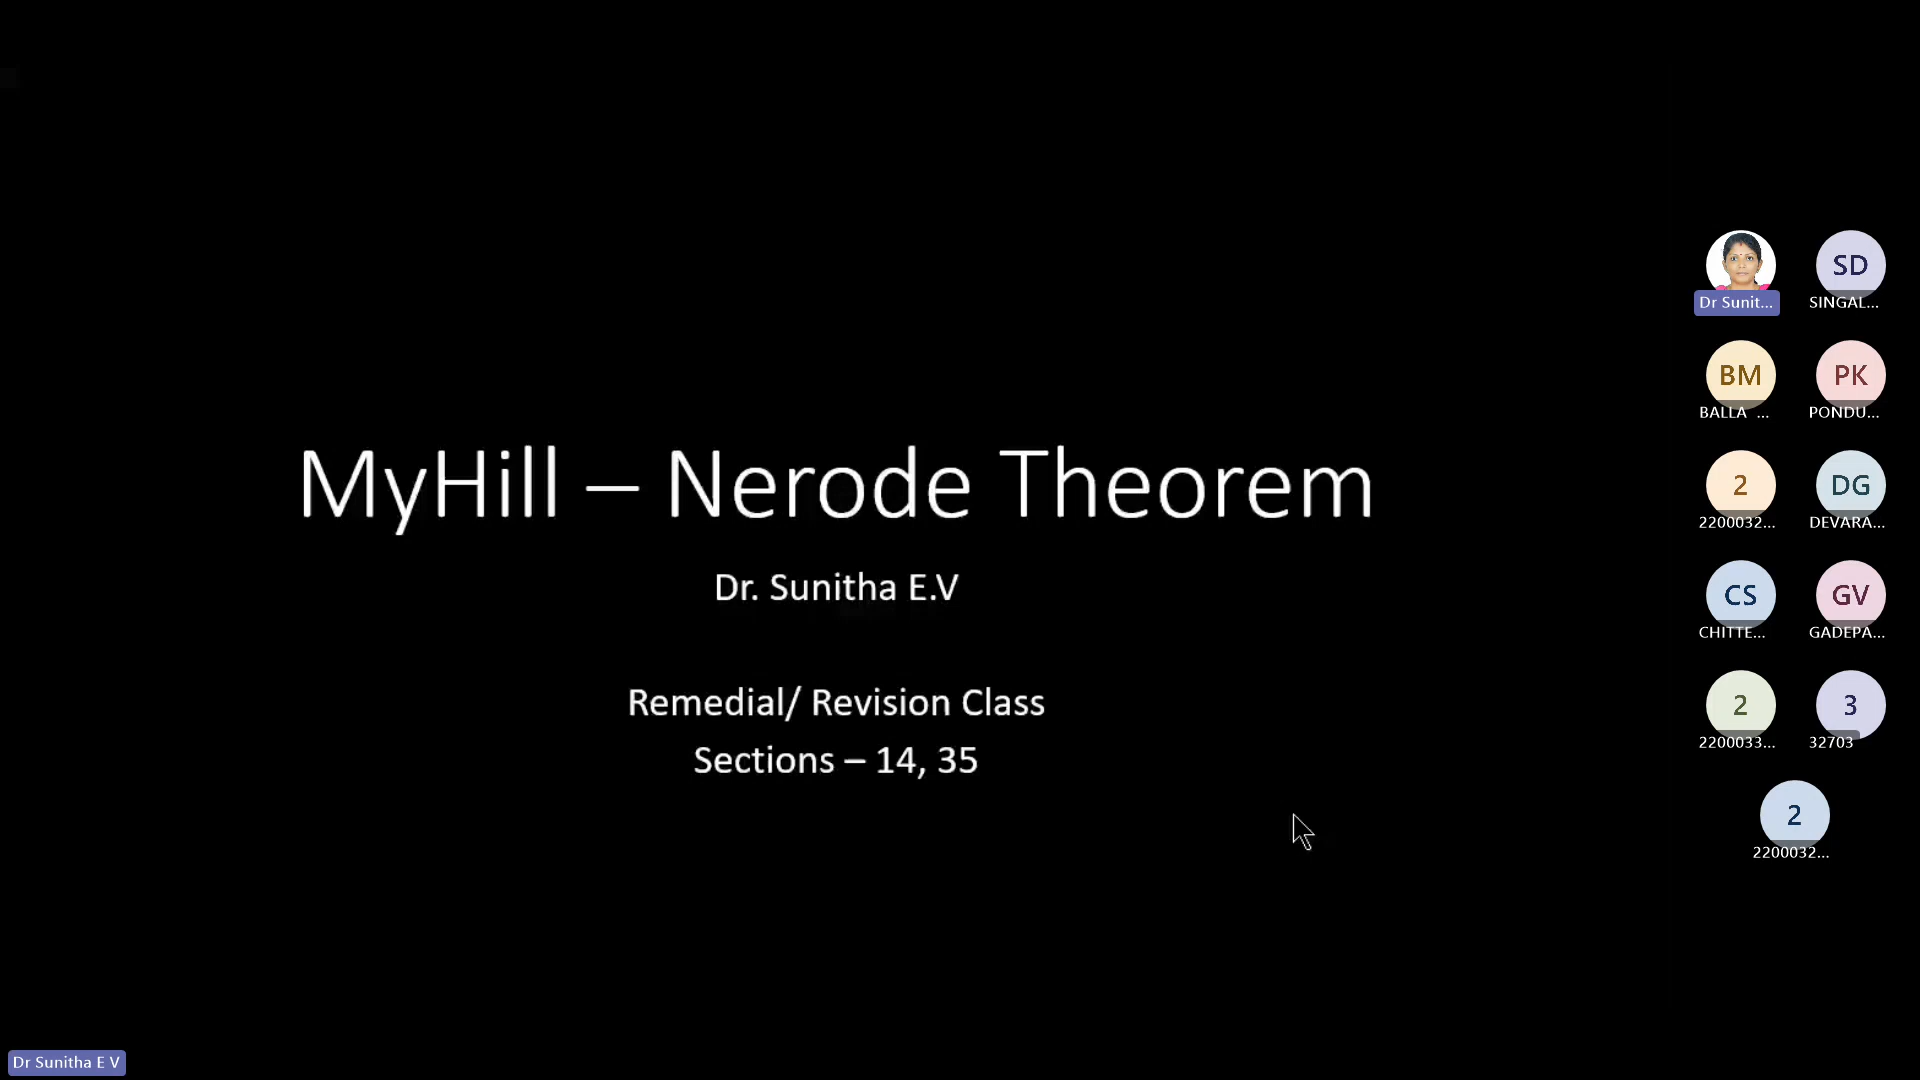 MyHill – Nerode Theorem
Dr. Sunitha E.V
Remedial/ Revision Class
Sections – 14, 35
Dr Sunit...
SD
SINGAL...
BM
BALLA ...
PK
PONDU...
2
2200032...
DG
DEVARA...
CS
CHITTE...
GV
GADEPA...
2
2200033...
3
32703
2
2200032...
Dr Sunitha E V